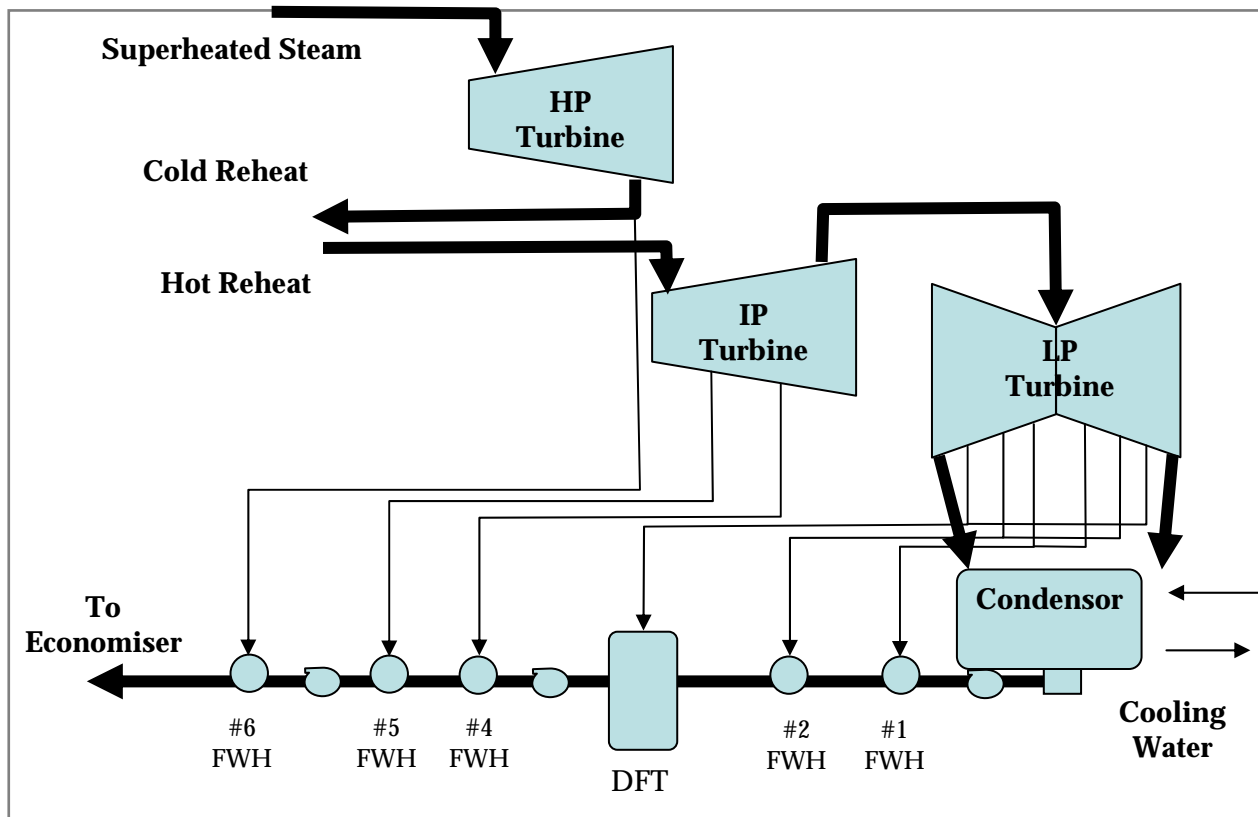 Superheated Steam
HP
Turbine
Cold Reheat
Hot Reheat
IP
Turbine
LP
Turbine
Condensor
To
Economiser
Cooling
Water
#6
FWH
#5
FWH
#4
FWH
DFT
#2
FWH
#1
FWH